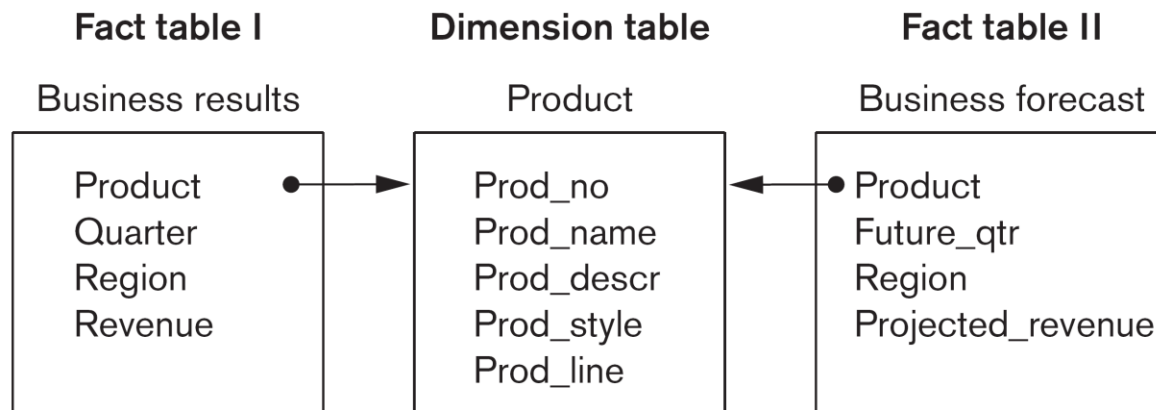 Fact table I
Business results
Product
Quarter
Region
Revenue
Dimension table
Product
Prod_no
Prod_name
Prod_descr
Prod_style
Prod_line
Fact table II
Business forecast
Product
Future_qtr
Region
Projected_revenue